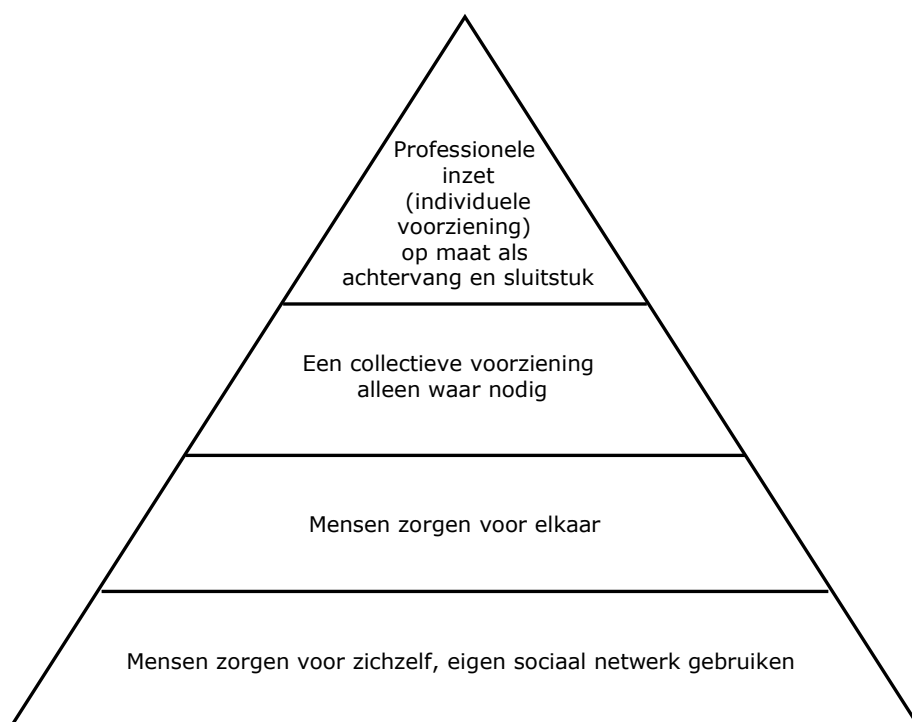 Professionele
inzet
(individuele
voorziening)
op maat als
achtervang en sluitstuk
Een collectieve voorziening
alleen waar nodig
Mensen zorgen voor elkaar
Mensen zorgen voor zichzelf, eigen sociaal netwerk gebruiken